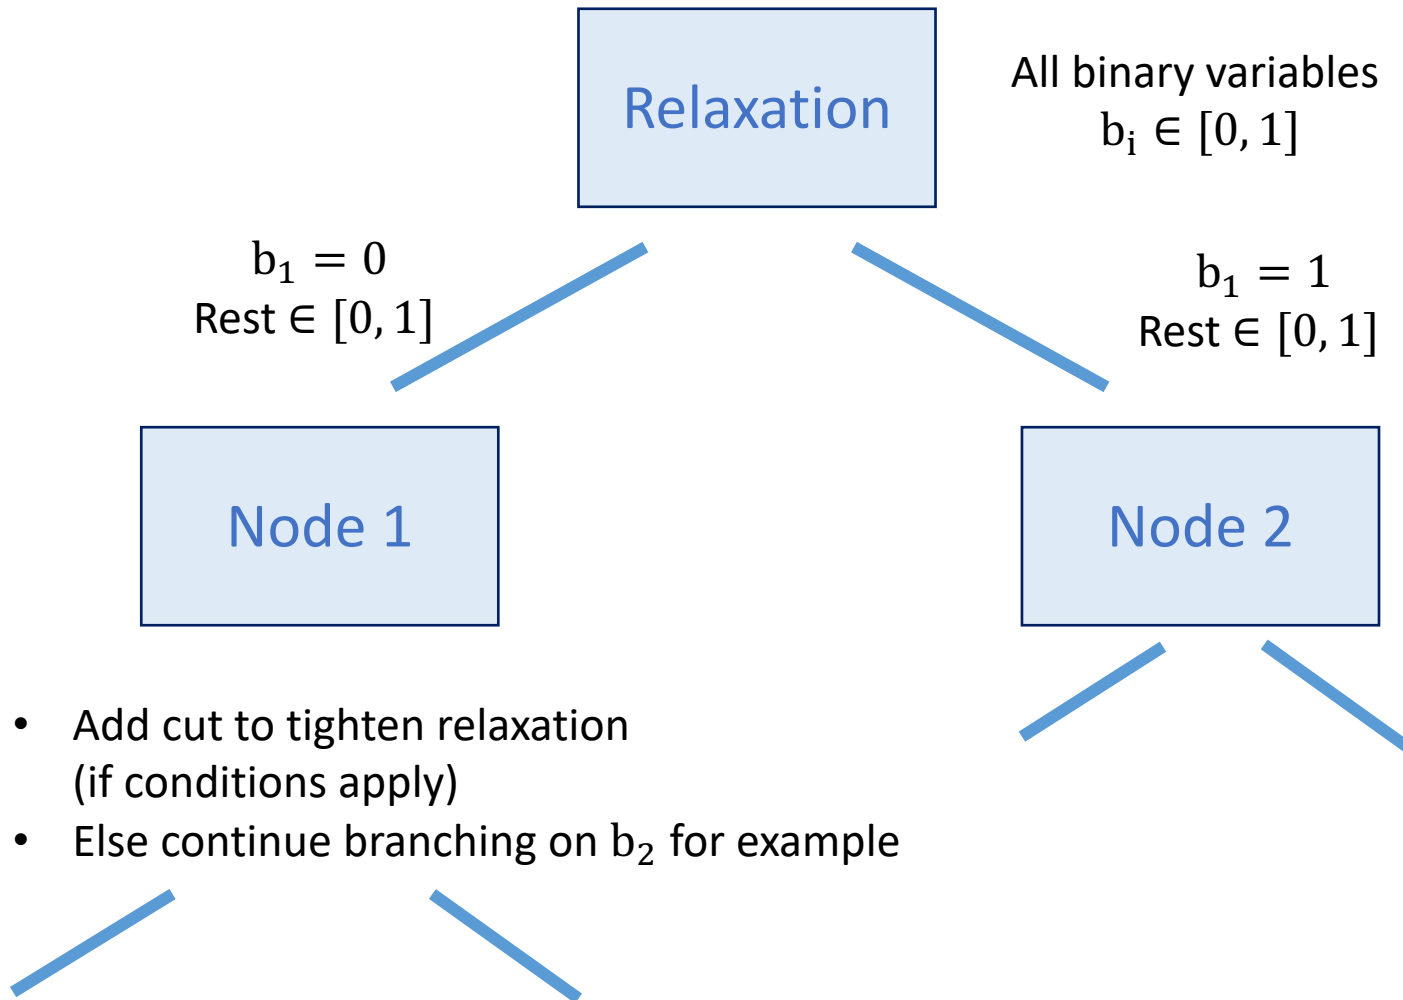 Relaxation
All binary variables
bᵢ ∈ [0, 1]
b₁ = 0
Rest ∈ [0, 1]
b₁ = 1
Rest ∈ [0, 1]
Node 1
Node 2
• Add cut to tighten relaxation
(if conditions apply)
• Else continue branching on b₂ for example